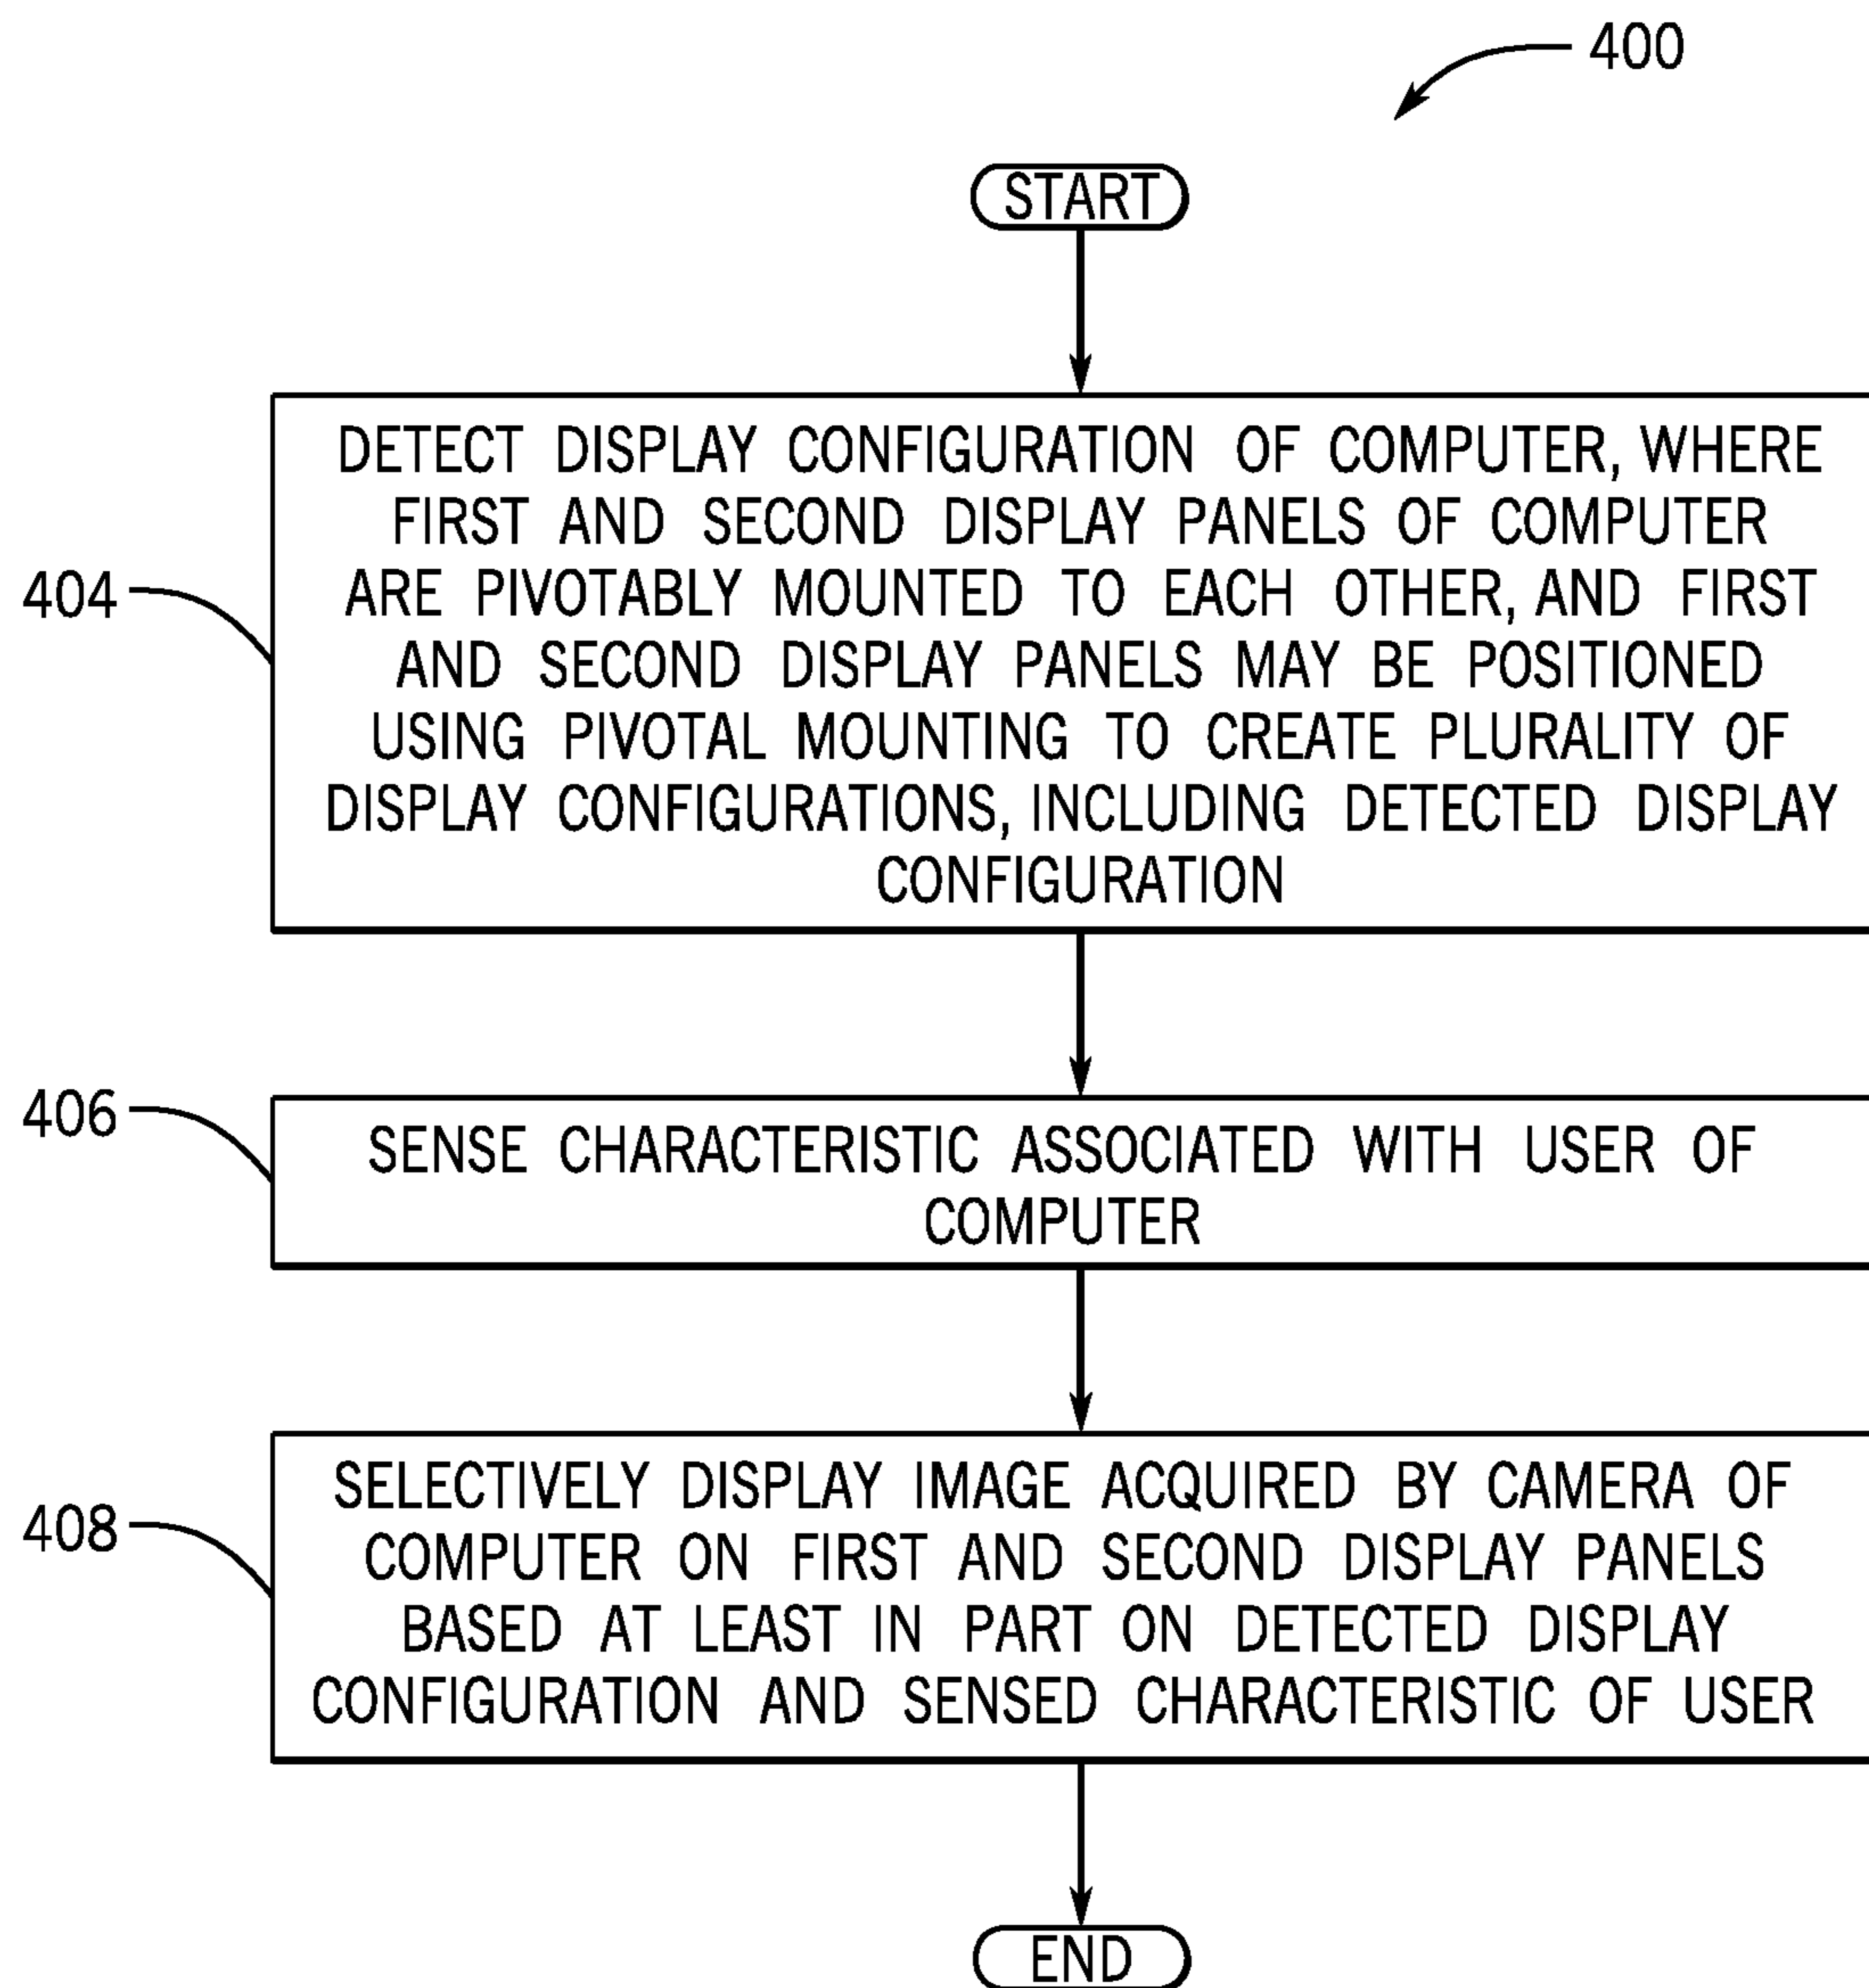 400
START
404
DETECT DISPLAY CONFIGURATION OF COMPUTER, WHERE
FIRST AND SECOND DISPLAY PANELS OF COMPUTER
ARE PIVOTABLY MOUNTED TO EACH OTHER, AND FIRST
AND SECOND DISPLAY PANELS MAY BE POSITIONED
USING PIVOTAL MOUNTING TO CREATE PLURALITY OF
DISPLAY CONFIGURATIONS, INCLUDING DETECTED DISPLAY
CONFIGURATION
406
SENSE CHARACTERISTIC ASSOCIATED WITH USER OF
COMPUTER
408
SELECTIVELY DISPLAY IMAGE ACQUIRED BY CAMERA OF
COMPUTER ON FIRST AND SECOND DISPLAY PANELS
BASED AT LEAST IN PART ON DETECTED DISPLAY
CONFIGURATION AND SENSED CHARACTERISTIC OF USER
END